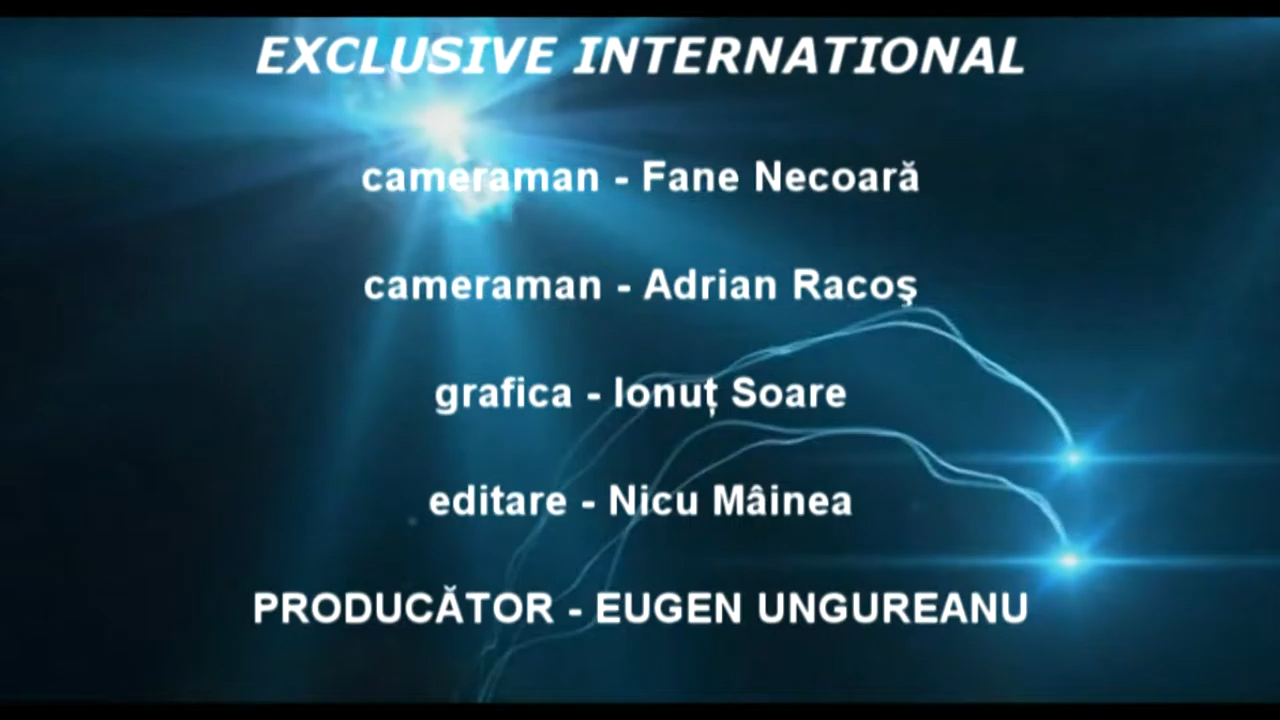 EXCLUSIVE INTERNATIONAL
cameraman - Fane Necoară
cameraman - Adrian Racoş
grafica - Ionuț Soare
editare - Nicu Mâinea
PRODUCĂTOR - EUGEN UNGUREANU